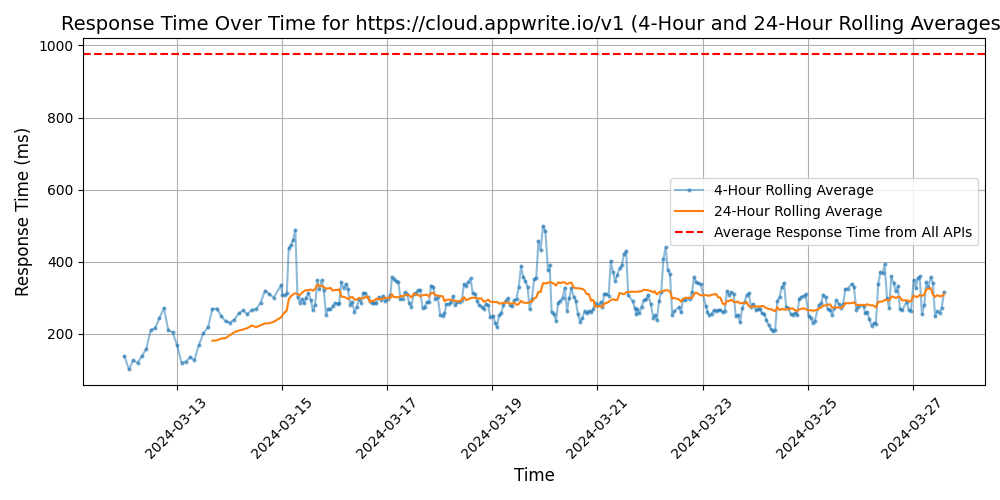 Response Time Over Time for https://cloud.appwrite.io/v1 (4-Hour and 24-Hour Rolling Averages
1000
800
600
400
200
Response Time (ms)
4-Hour Rolling Average
24-Hour Rolling Average
Average Response Time from All APIs
2024-03-13
2024-03-15
2024-03-17
2024-03-19
2024-03-21
2024-03-23
2024-03-25
2024-03-27
Time